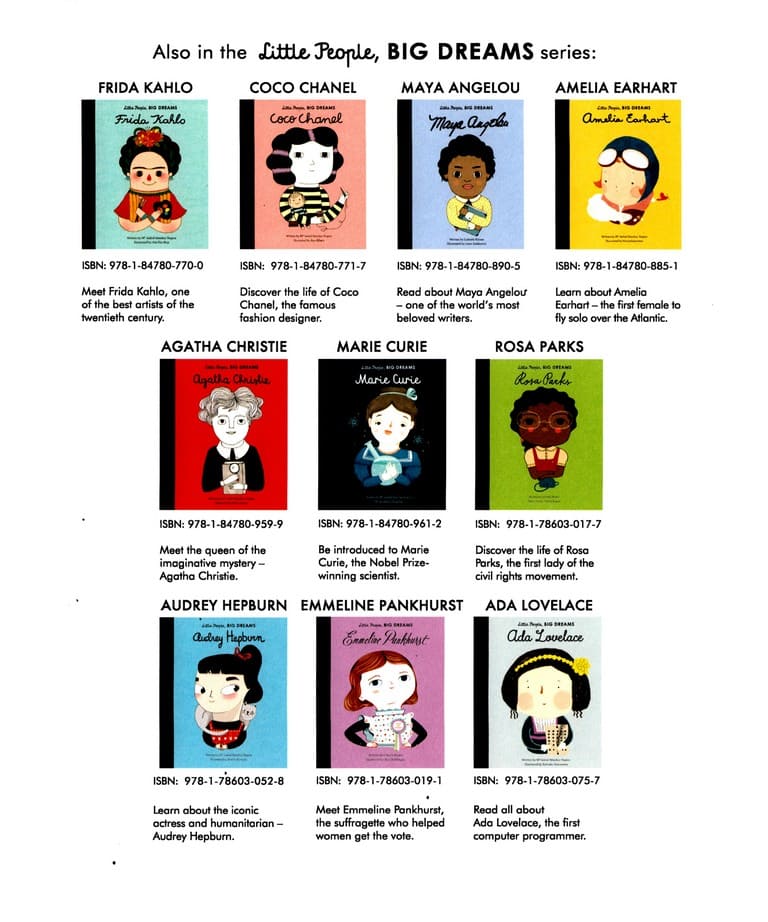 Also in the Little People, BIG DREAMS series:
FRIDA KAHLO
Little People, BIG DREAMS
Frida Kahlo
ISBN: 978-1-84780-770-0
Meet Frida Kahlo, one
of the best artists of the
twentieth century.
COCO CHANEL
Little People, BIG DREAMS
Coco Chanel
ISBN: 978-1-84780-771-7
Discover the life of Coco
Chanel, the famous
fashion designer.
MAYA ANGELOU
Little People, BIG DREAMS
Maya Angelou
ISBN: 978-1-84780-890-5
Read about Maya Angelou
– one of the world's most
beloved writers.
AMELIA EARHART
Little People, BIG DREAMS
Amelia Earhart
ISBN: 978-1-84780-885-1
Learn about Amelia
Earhart – the first female to
fly solo over the Atlantic.
AGATHA CHRISTIE
Little People, BIG DREAMS
Agatha Christie
ISBN: 978-1-84780-959-9
Meet the queen of the
imaginative mystery –
Agatha Christie.
MARIE CURIE
Little People, BIG DREAMS
Marie Curie
ISBN: 978-1-84780-961-2
Be introduced to Marie
Curie, the Nobel Prize-
winning scientist.
ROSA PARKS
Little People, BIG DREAMS
Rosa Parks
ISBN: 978-1-78603-017-7
Discover the life of Rosa
Parks, the first lady of the
civil rights movement.
AUDREY HEPBURN
Little People, BIG DREAMS
Audrey Hepburn
ISBN: 978-1-78603-052-8
Learn about the iconic
actress and humanitarian –
Audrey Hepburn.
EMMELINE PANKHURST
Little People, BIG DREAMS
Emmeline Pankhurst
ISBN: 978-1-78603-019-1
Meet Emmeline Pankhurst,
the suffragette who helped
women get the vote.
ADA LOVELACE
Little People, BIG DREAMS
Ada Lovelace
ISBN: 978-1-78603-075-7
Read all about
Ada Lovelace, the first
computer programmer.